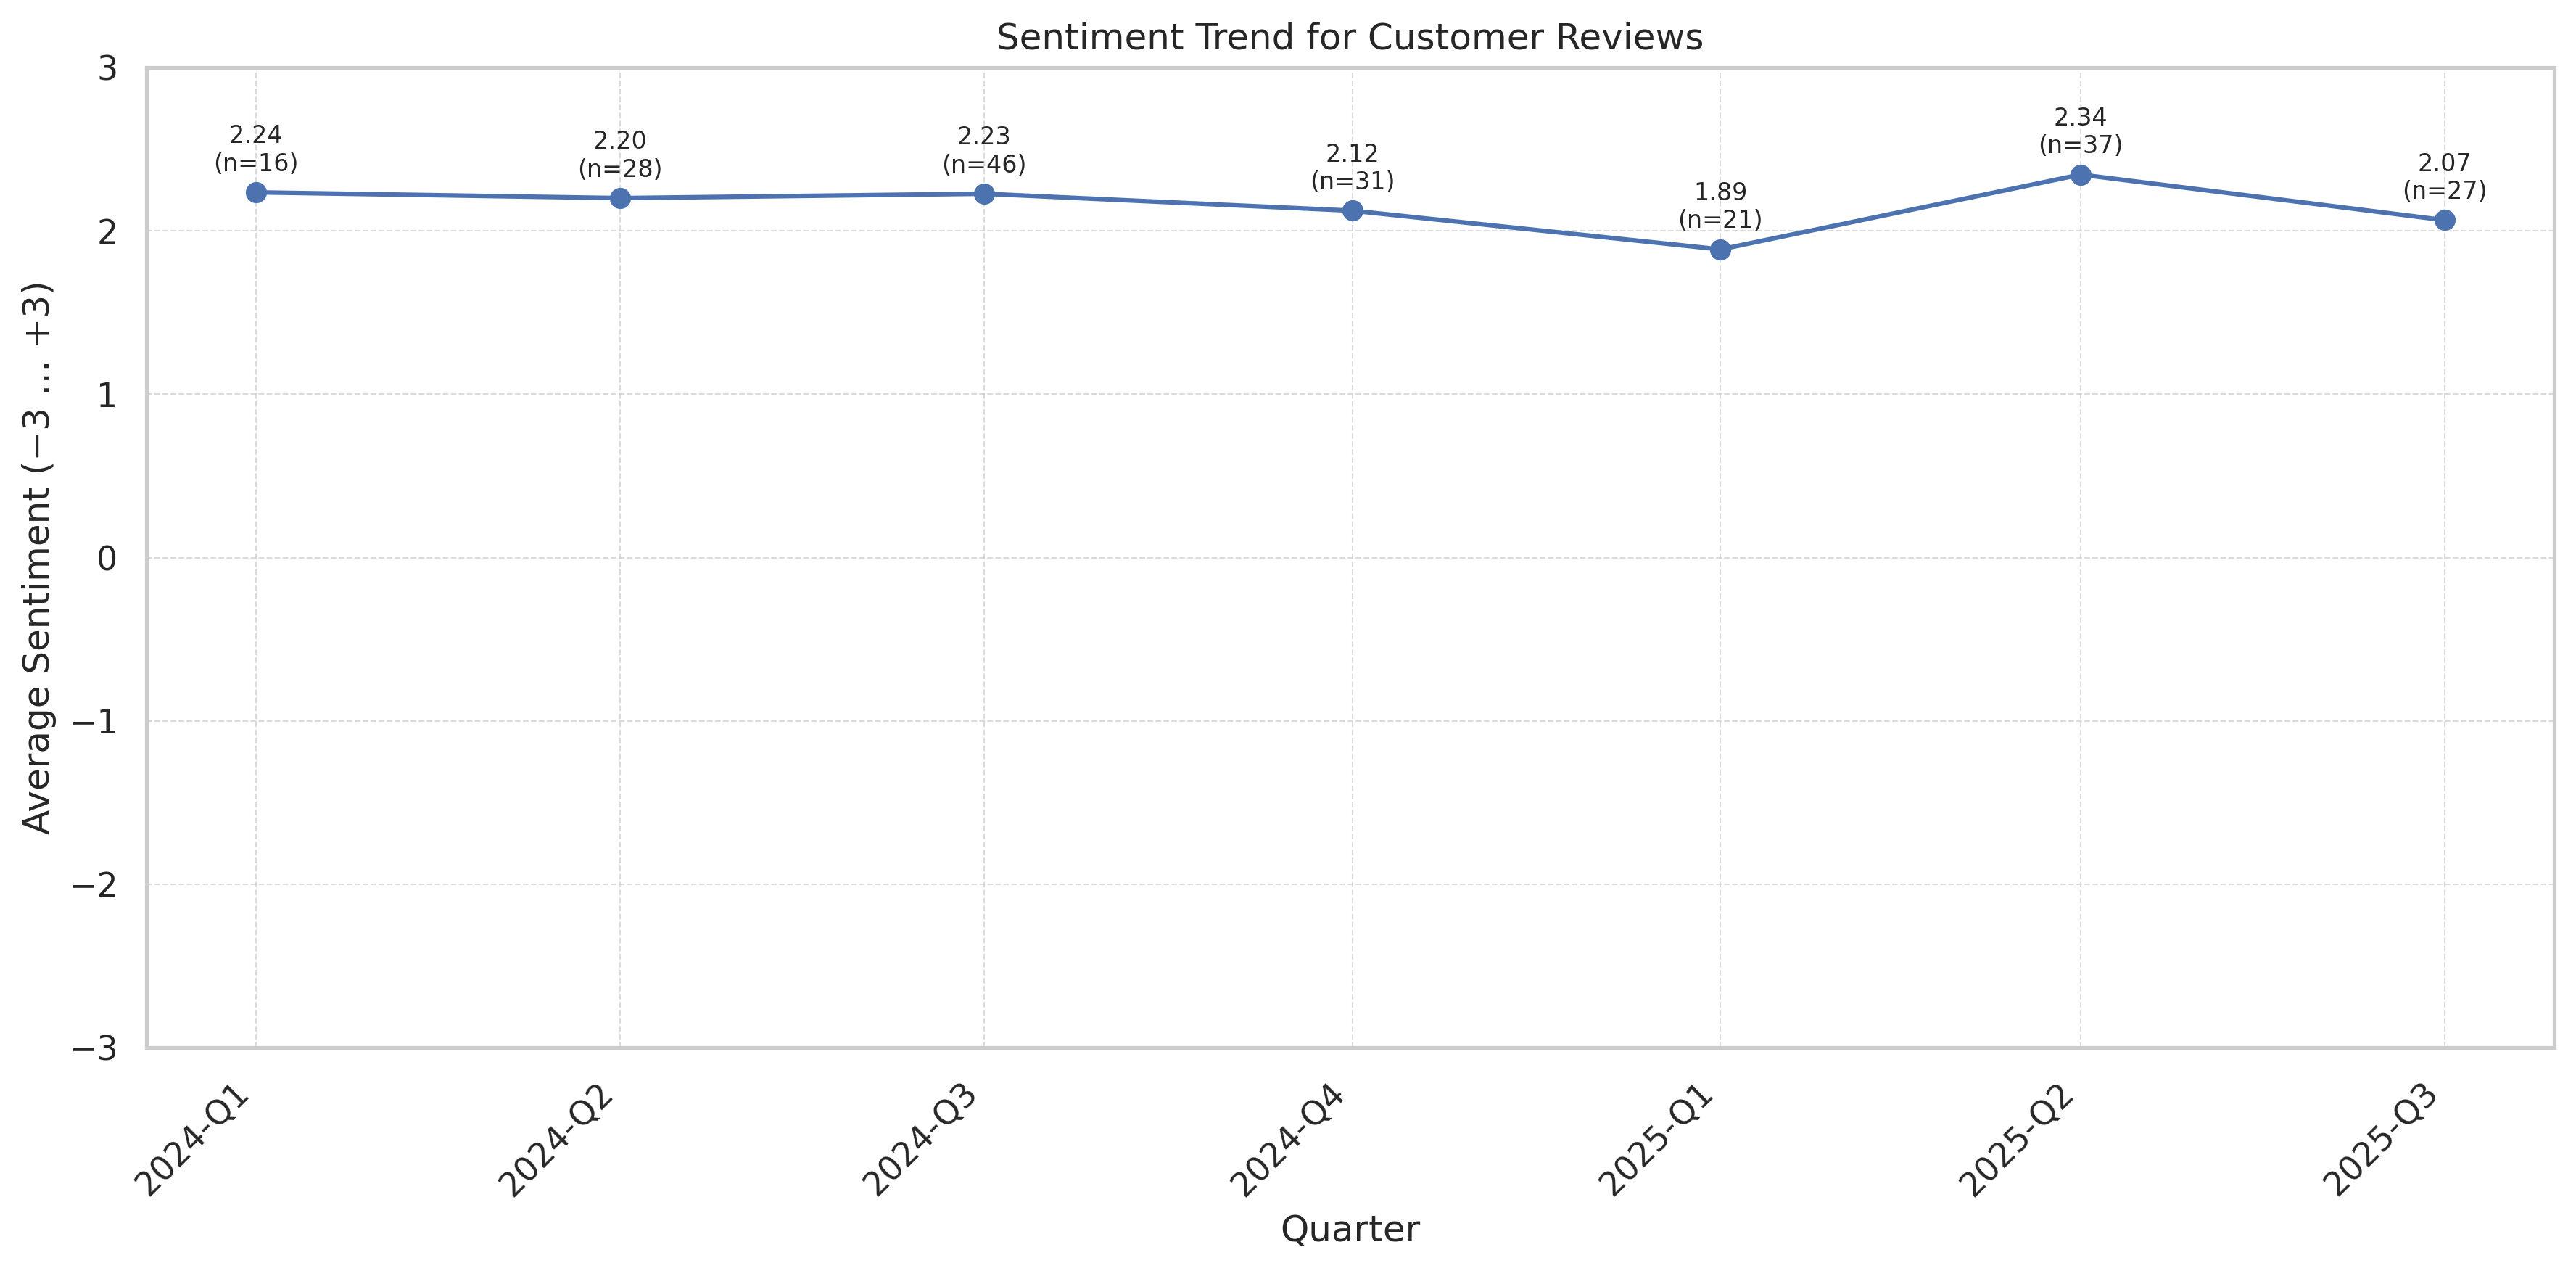 Sentiment Trend for Customer Reviews
Average Sentiment (−3 ... +3)
3
2
1
0
−1
−2
−3
2.24
(n=16)
2.20
(n=28)
2.23
(n=46)
2.12
(n=31)
1.89
(n=21)
2.34
(n=37)
2.07
(n=27)
2024-Q1
2024-Q2
2024-Q3
2024-Q4
2025-Q1
2025-Q2
2025-Q3
Quarter